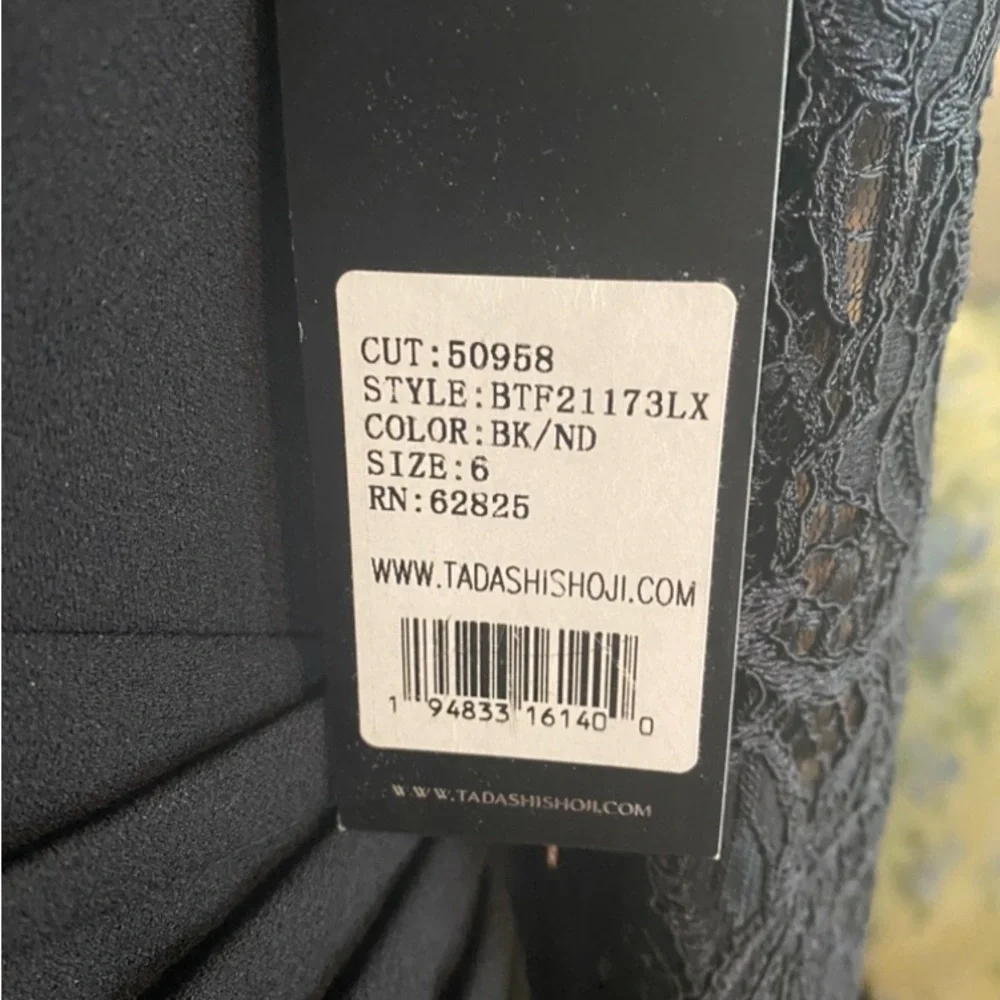 CUT:50958
STYLE:BTF21173LX
COLOR:BK/ND
SIZE:6
RN:62825
WWW.TADASHISHOJI.COM
1 94833 16140 0
WWW.TADASHISHOJI.COM